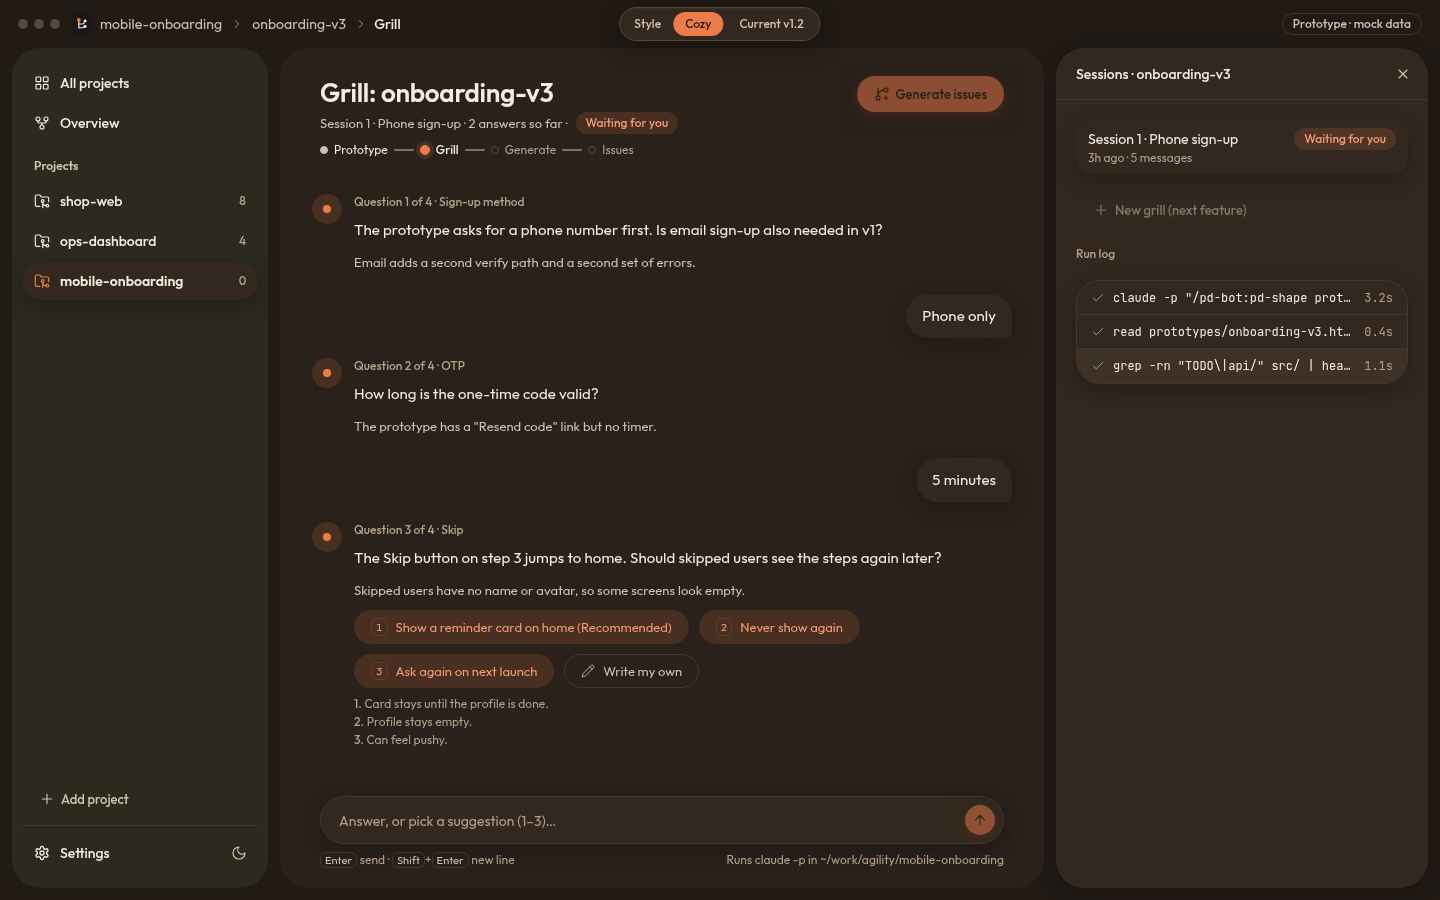 mobile-onboarding > onboarding-v3 > Grill
Style Cozy Current v1.2
Prototype · mock data
All projects
Overview
Projects
shop-web 8
ops-dashboard 4
mobile-onboarding 0
Add project
Settings
Grill: onboarding-v3
Generate issues
Session 1 · Phone sign-up · 2 answers so far · Waiting for you
Prototype Grill Generate Issues
Question 1 of 4 · Sign-up method
The prototype asks for a phone number first. Is email sign-up also needed in v1?
Email adds a second verify path and a second set of errors.
Phone only
Question 2 of 4 · OTP
How long is the one-time code valid?
The prototype has a "Resend code" link but no timer.
5 minutes
Question 3 of 4 · Skip
The Skip button on step 3 jumps to home. Should skipped users see the steps again later?
Skipped users have no name or avatar, so some screens look empty.
1 Show a reminder card on home (Recommended) 2 Never show again
3 Ask again on next launch Write my own
1. Card stays until the profile is done.
2. Profile stays empty.
3. Can feel pushy.
Answer, or pick a suggestion (1–3)...
Enter send · Shift + Enter new line
Runs claude -p in ~/work/agility/mobile-onboarding
Sessions · onboarding-v3
Session 1 · Phone sign-up Waiting for you
3h ago · 5 messages
New grill (next feature)
Run log
claude -p "/pd-bot:pd-shape prot… 3.2s
read prototypes/onboarding-v3.ht… 0.4s
grep -rn "TODO\|api/" src/ | hea… 1.1s